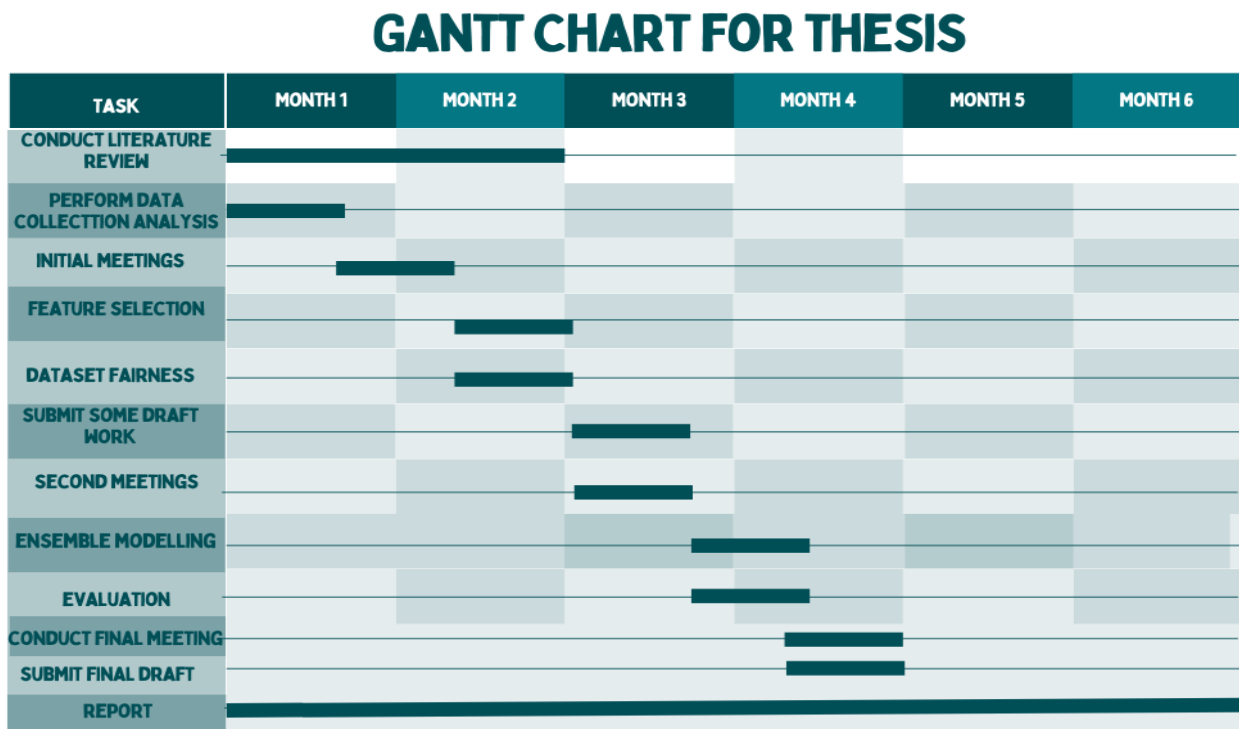 GANTT CHART FOR THESIS
TASK
MONTH 1
MONTH 2
MONTH 3
MONTH 4
MONTH 5
MONTH 6
CONDUCT LITERATURE
REVIEW
PERFORM DATA
COLLECTTION ANALYSIS
INITIAL MEETINGS
FEATURE SELECTION
DATASET FAIRNESS
SUBMIT SOME DRAFT
WORK
SECOND MEETINGS
ENSEMBLE MODELLING
EVALUATION
CONDUCT FINAL MEETING
SUBMIT FINAL DRAFT
REPORT